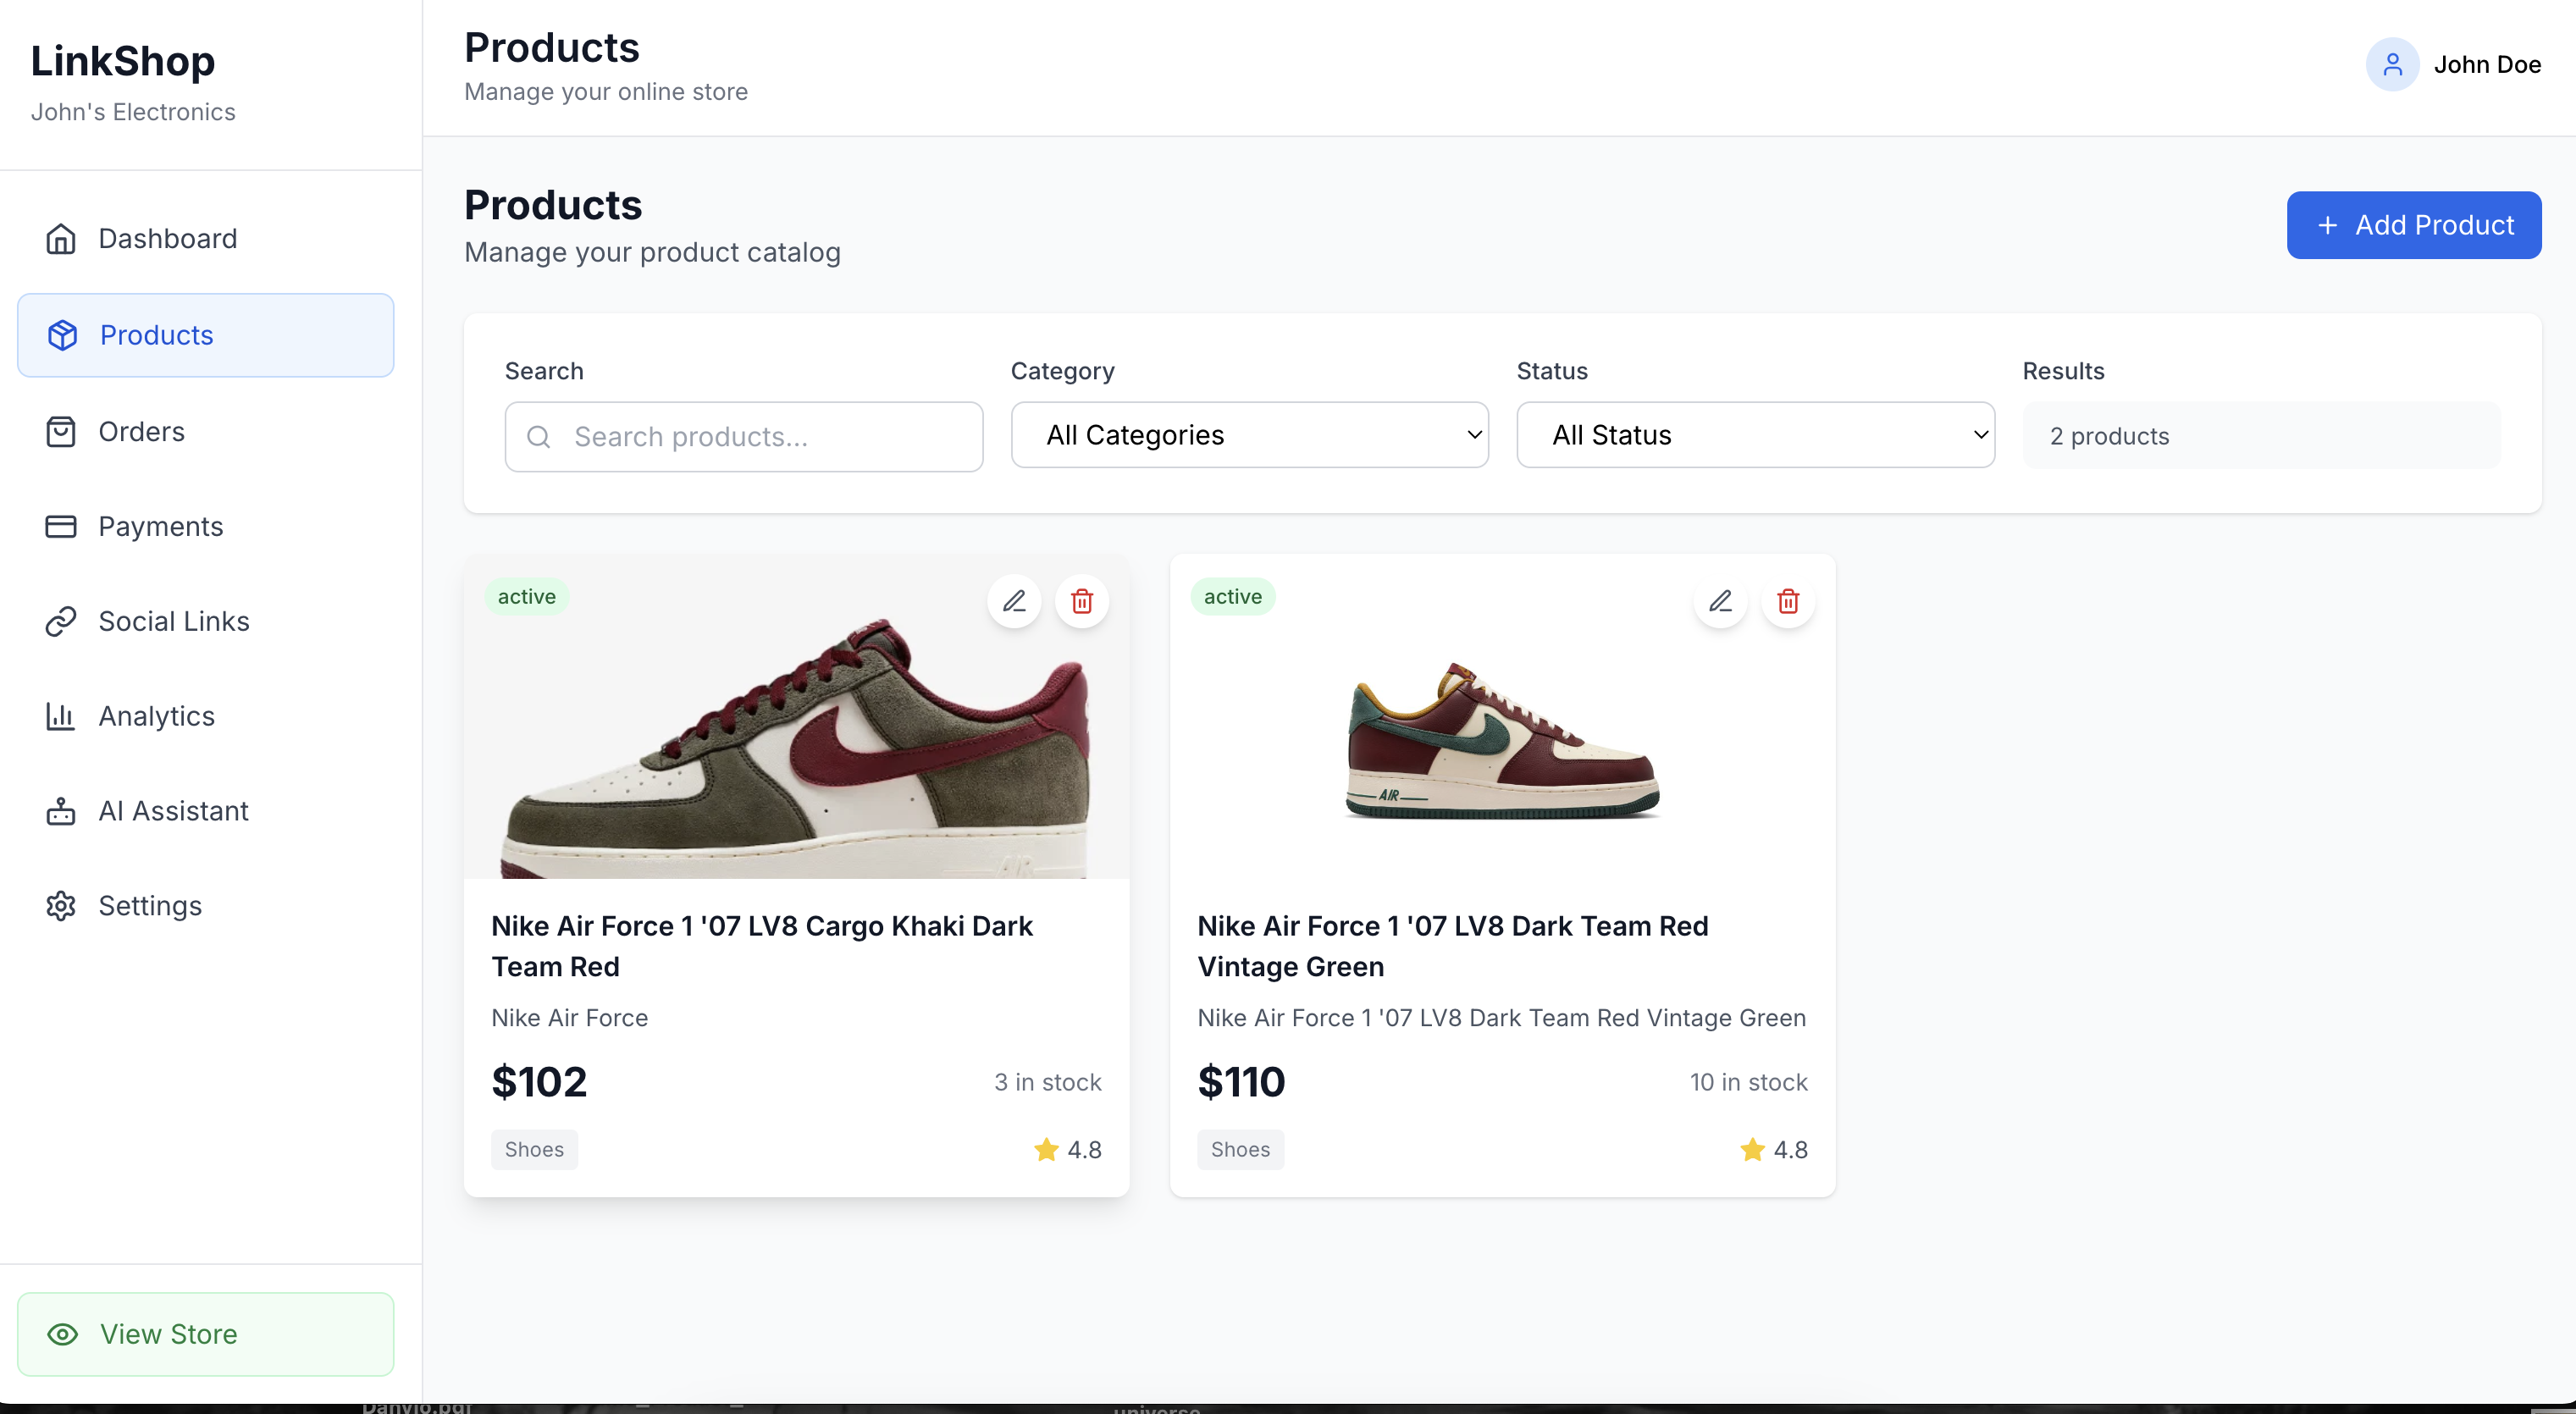 LinkShop
John's Electronics
Dashboard
Products
Orders
Payments
Social Links
Analytics
AI Assistant
Settings
View Store
Products
Manage your online store
John Doe
Products
Manage your product catalog
+ Add Product
Search
Category
Status
Results
Search products...
All Categories
All Status
2 products
active
active
AIR
AIR
Nike Air Force 1 '07 LV8 Cargo Khaki Dark
Team Red
Nike Air Force
$102
3 in stock
Shoes
4.8
Nike Air Force 1 '07 LV8 Dark Team Red
Vintage Green
Nike Air Force 1 '07 LV8 Dark Team Red Vintage Green
$110
10 in stock
Shoes
4.8
universe